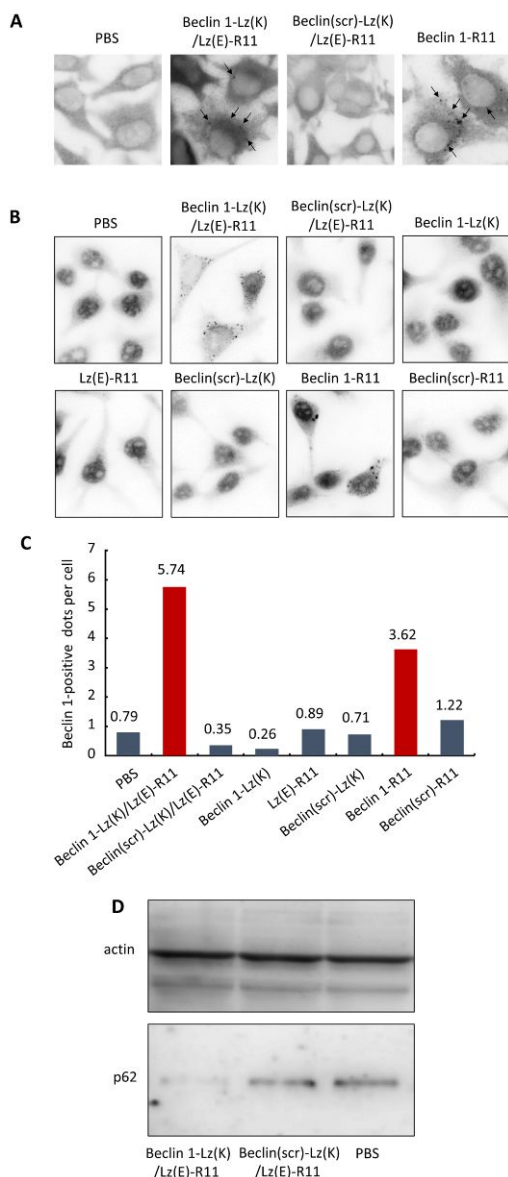 A
PBS
Beclin 1-Lz(K)
/Lz(E)-R11
Beclin(scr)-Lz(K)
/Lz(E)-R11
Beclin 1-R11
B
PBS
Beclin 1-Lz(K)
/Lz(E)-R11
Beclin(scr)-Lz(K)
/Lz(E)-R11
Beclin 1-Lz(K)
Lz(E)-R11
Beclin(scr)-Lz(K)
Beclin 1-R11
Beclin(scr)-R11
C
Beclin 1-positive dots per cell
7
6
5
4
3
2
1
0
0.79
5.74
0.35
0.26
0.89
0.71
3.62
1.22
PBS
Beclin 1-Lz(K)/Lz(E)-R11
Beclin(scr)-Lz(K)/Lz(E)-R11
Beclin 1-Lz(K)
Lz(E)-R11
Beclin(scr)-Lz(K)
Beclin 1-R11
Beclin(scr)-R11
D
actin
p62
Beclin 1-Lz(K)
/Lz(E)-R11
Beclin(scr)-Lz(K)
/Lz(E)-R11
PBS